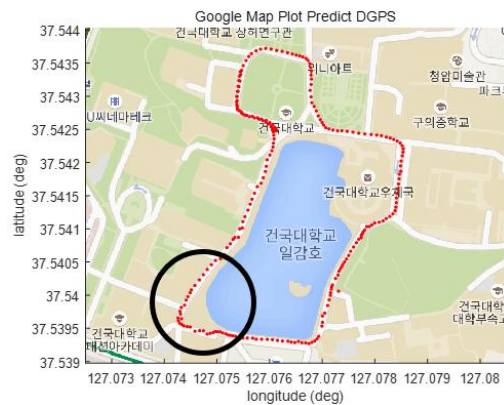 Google Map Plot Predict DGPS
37.544
37.5435
37.543
37.5425
37.542
37.5415
37.541
37.5405
37.54
37.5395
37.539
latitude (deg)
건국대학교 상허연구관
위니아트
청암미술관
파크
U씨네마테크
건국대학교
구의중학교
건국대학교우체국
건국대학교
일감호
건국대학교
패션아카데미
건국대학
대학부속고
127.073
127.074
127.075
127.076
127.077
127.078
127.079
127.08
longitude (deg)